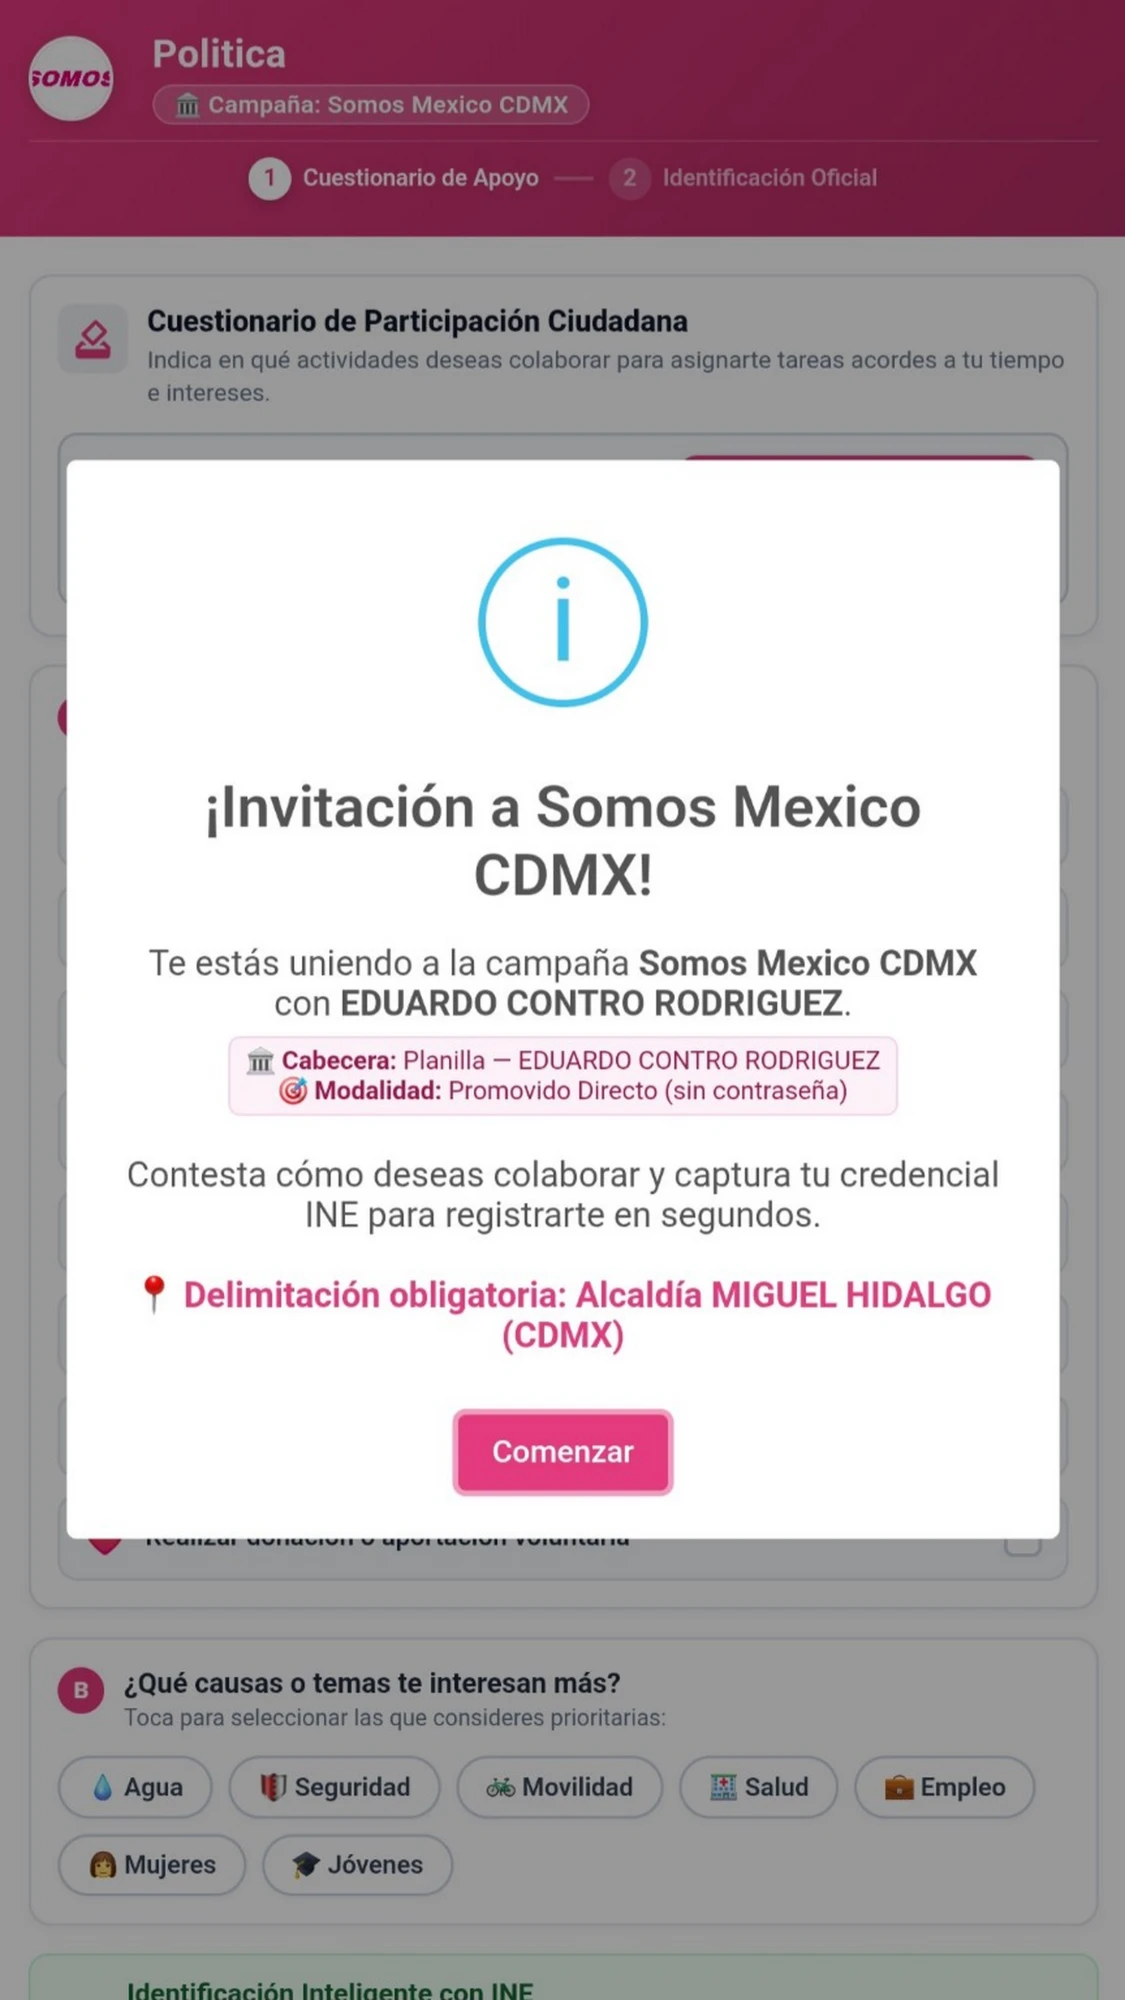 SOMOS
Politica
🏛️ Campaña: Somos Mexico CDMX
1 Cuestionario de Apoyo
2 Identificación Oficial
Cuestionario de Participación Ciudadana
Indica en qué actividades deseas colaborar para asignarte tareas acordes a tu tiempo
e intereses.
¡Invitación a Somos Mexico
CDMX!
Te estás uniendo a la campaña Somos Mexico CDMX
con EDUARDO CONTRO RODRIGUEZ.
🏛️ Cabecera: Planilla — EDUARDO CONTRO RODRIGUEZ
🎯 Modalidad: Promovido Directo (sin contraseña)
Contesta cómo deseas colaborar y captura tu credencial
INE para registrarte en segundos.
📍 Delimitación obligatoria: Alcaldía MIGUEL HIDALGO
(CDMX)
Comenzar
Realizar donación o aportación voluntaria
B ¿Qué causas o temas te interesan más?
Toca para seleccionar las que consideres prioritarias:
💧 Agua
Seguridad
🚲 Movilidad
🏥 Salud
💼 Empleo
👩 Mujeres
🎓 Jóvenes
Identificación Inteligente con INE